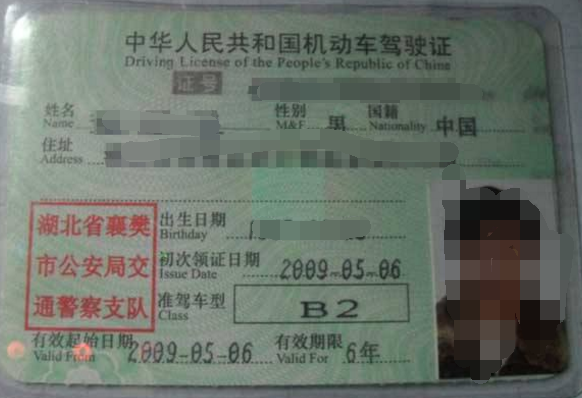 中华人民共和国机动车驾驶证
Driving License of the People's Republic of China
证号
姓名 性别 男 国籍 中国
Name M&F Nationality
住址
Address
出生日期
Birthday
湖北省襄樊
市公安局交
通警察支队
初次领证日期 2009-05-06
Issue Date
准驾车型 B2
Class
有效起始日期 2009-05-06 有效期限 6年
Valid From Valid For